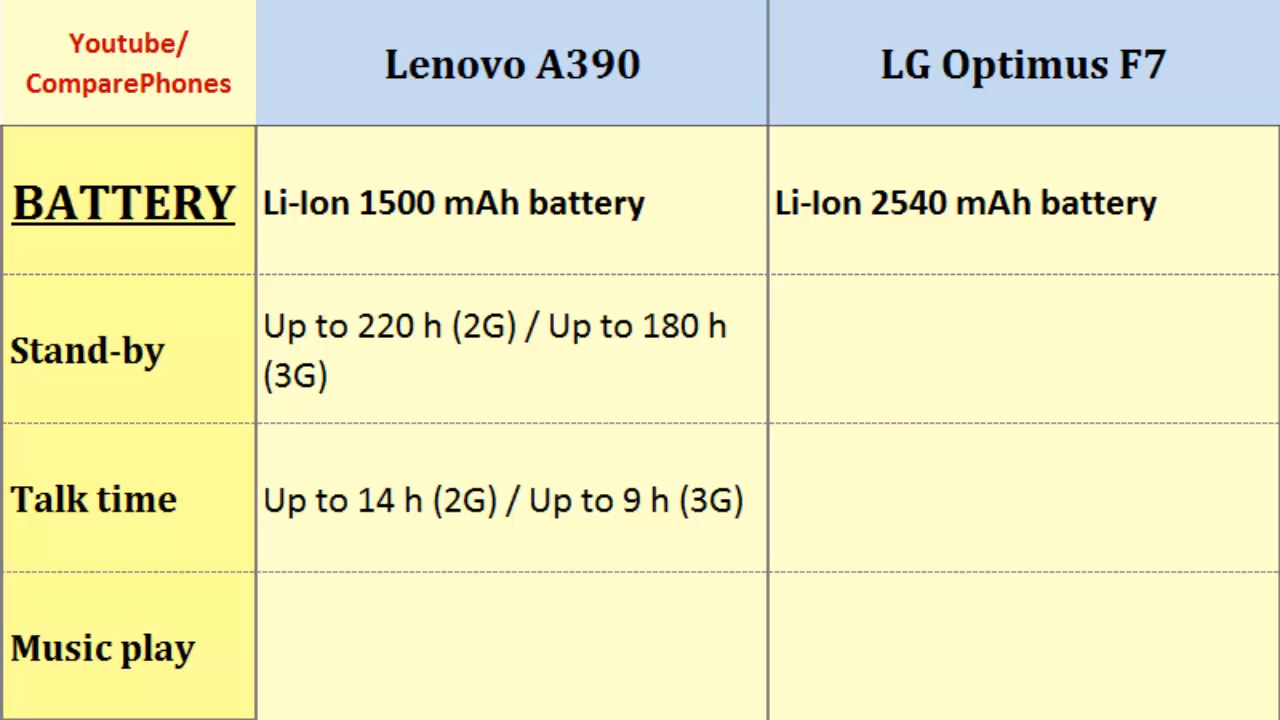 Youtube/
ComparePhones
Lenovo A390
LG Optimus F7
BATTERY
Li-Ion 1500 mAh battery
Li-Ion 2540 mAh battery
Stand-by
Up to 220 h (2G) / Up to 180 h
(3G)
Talk time
Up to 14 h (2G) / Up to 9 h (3G)
Music play